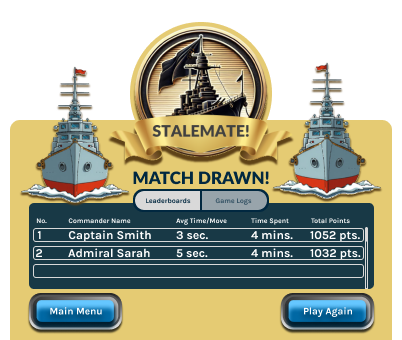 STALEMATE!
MATCH DRAWN!
Leaderboards Game Logs
No. Commander Name Avg Time/Move Time Spent Total Points
1 Captain Smith 3 sec. 4 mins. 1052 pts.
2 Admiral Sarah 5 sec. 4 mins. 1032 pts.
Main Menu Play Again